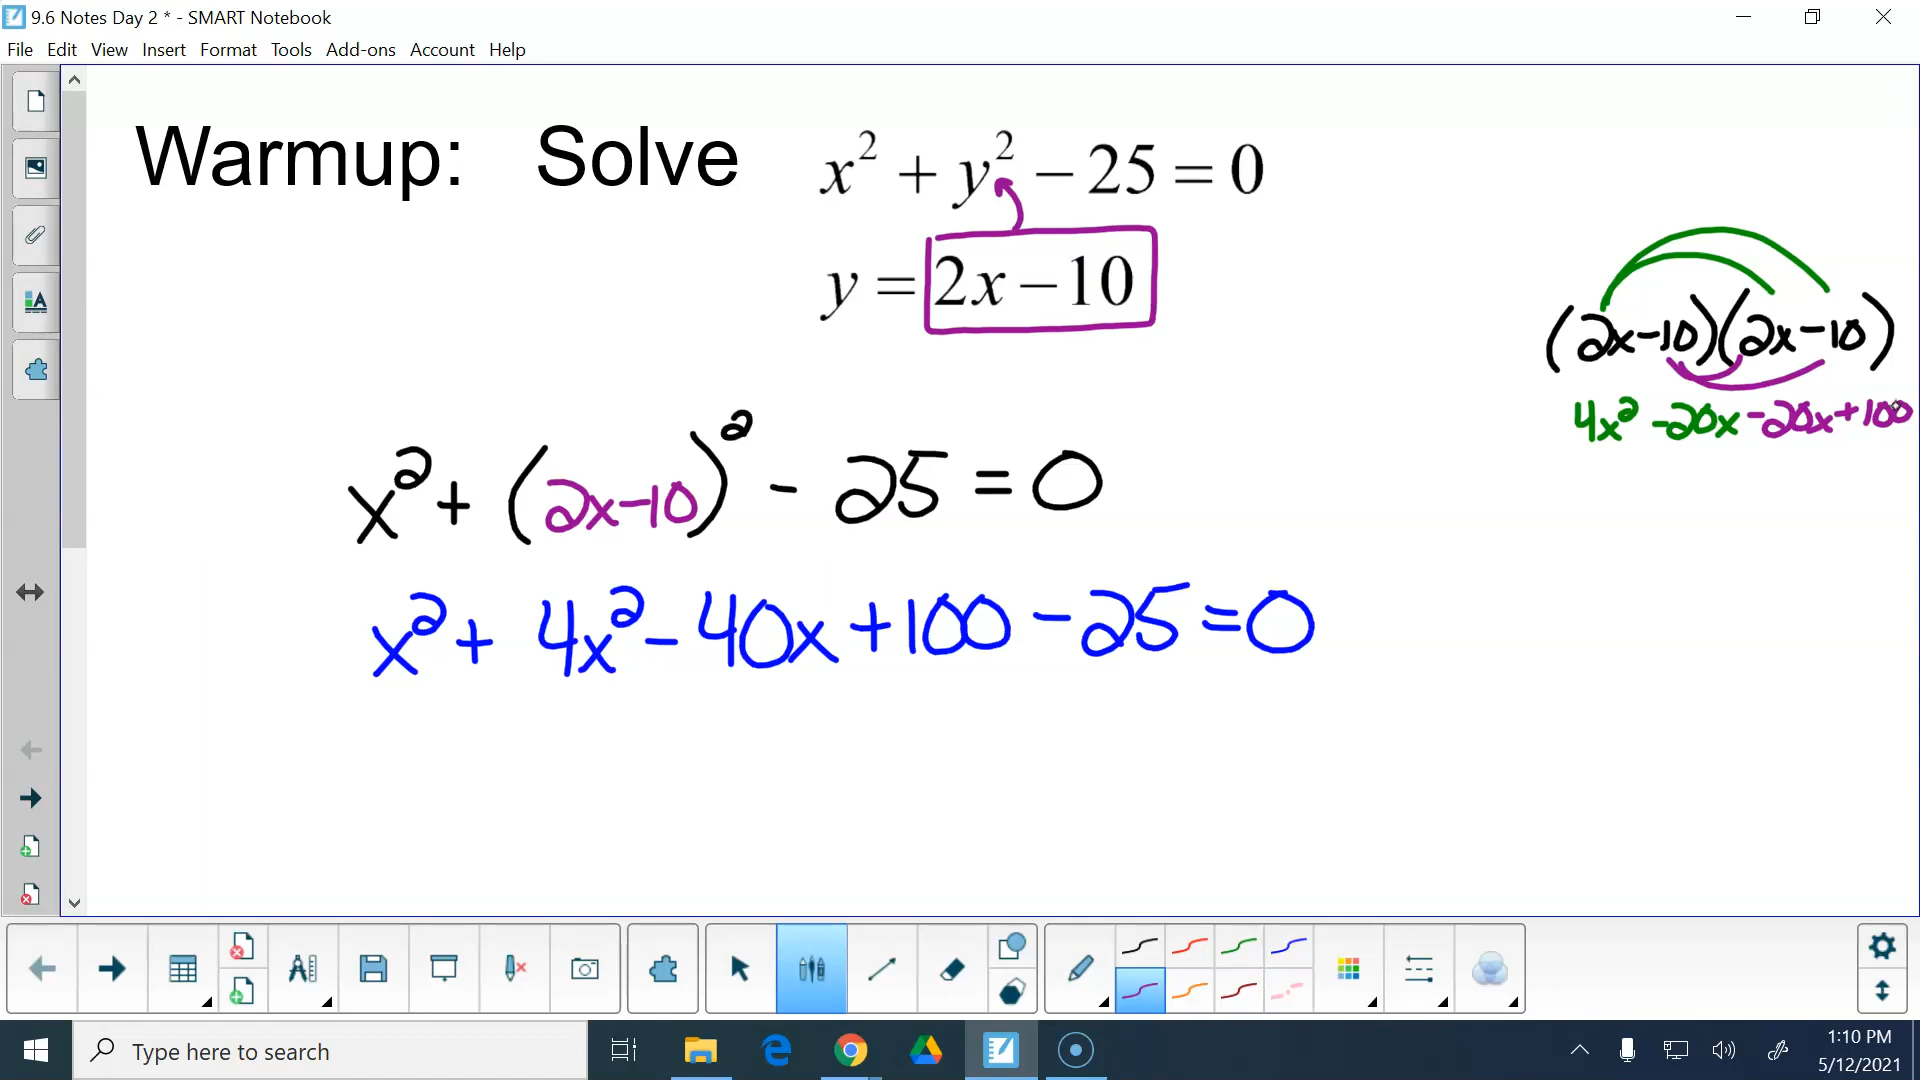 9.6 Notes Day 2 * - SMART Notebook
File Edit View Insert Format Tools Add-ons Account Help
Warmup: Solve x² + y² − 25 = 0
y = 2x − 10
(2x-10)(2x-10)
4x² -20x -20x+100
x² + (2x-10)² - 25 = 0
x² + 4x² - 40x + 100 - 25 = 0
Type here to search
1:10 PM
5/12/2021